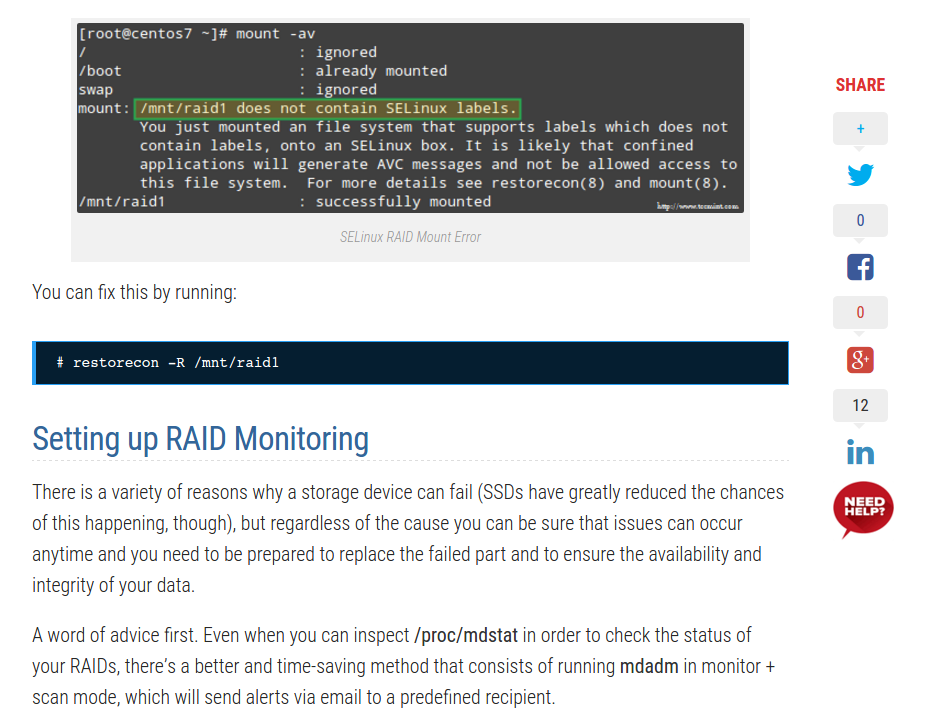 [root@centos7 ~]# mount -av
/ : ignored
/boot : already mounted
swap : ignored
mount: /mnt/raid1 does not contain SELinux labels.
You just mounted an file system that supports labels which does not
contain labels, onto an SELinux box. It is likely that confined
applications will generate AVC messages and not be allowed access to
this file system.  For more details see restorecon(8) and mount(8).
/mnt/raid1 : successfully mounted
http://www.tecmint.com
SELinux RAID Mount Error
You can fix this by running:
# restorecon -R /mnt/raid1
Setting up RAID Monitoring
There is a variety of reasons why a storage device can fail (SSDs have greatly reduced the chances
of this happening, though), but regardless of the cause you can be sure that issues can occur
anytime and you need to be prepared to replace the failed part and to ensure the availability and
integrity of your data.
A word of advice first. Even when you can inspect /proc/mdstat in order to check the status of
your RAIDs, there's a better and time-saving method that consists of running mdadm in monitor +
scan mode, which will send alerts via email to a predefined recipient.
SHARE
+
0
f
0
g+
12
in
NEED
HELP?